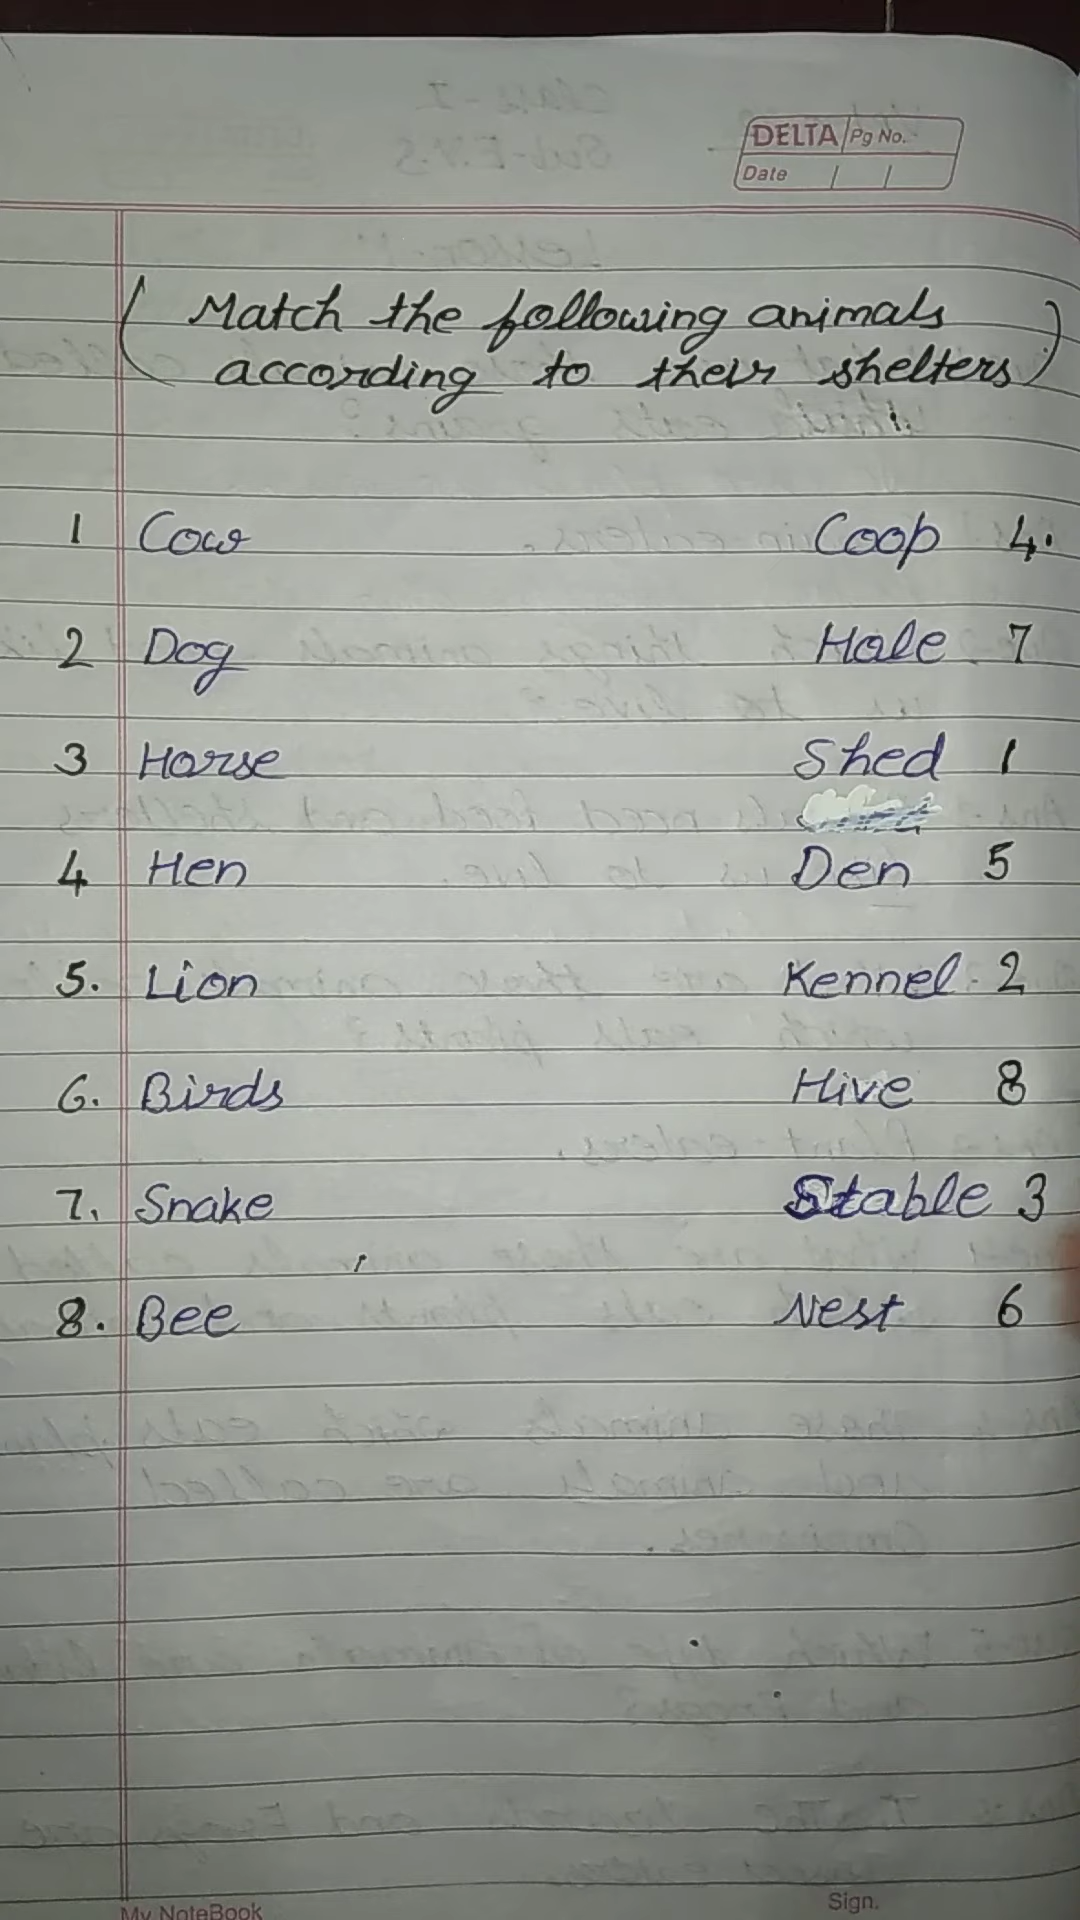 DELTA Pg No.
Date
(Match the following animals
according to their shelters)
1 Cow Coop 4.
2 Dog Hole 7
3 Horse Shed 1
4 Hen Den 5
5. Lion Kennel. 2
6. Birds Hive 8
7. Snake Stable 3
8. Bee Nest 6
My NoteBook Sign.